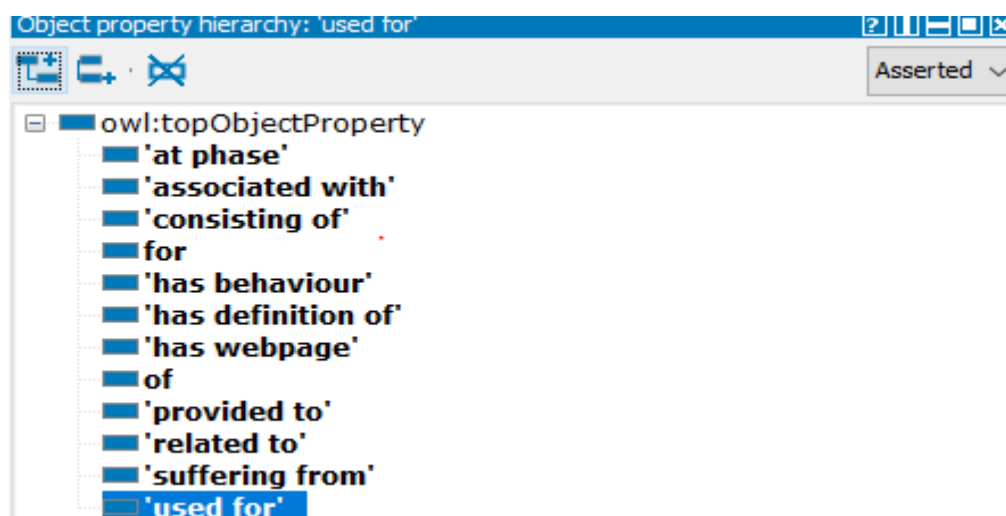 Object property hierarchy: 'used for'
Asserted
owl:topObjectProperty
'at phase'
'associated with'
'consisting of'
for
'has behaviour'
'has definition of'
'has webpage'
of
'provided to'
'related to'
'suffering from'
'used for'